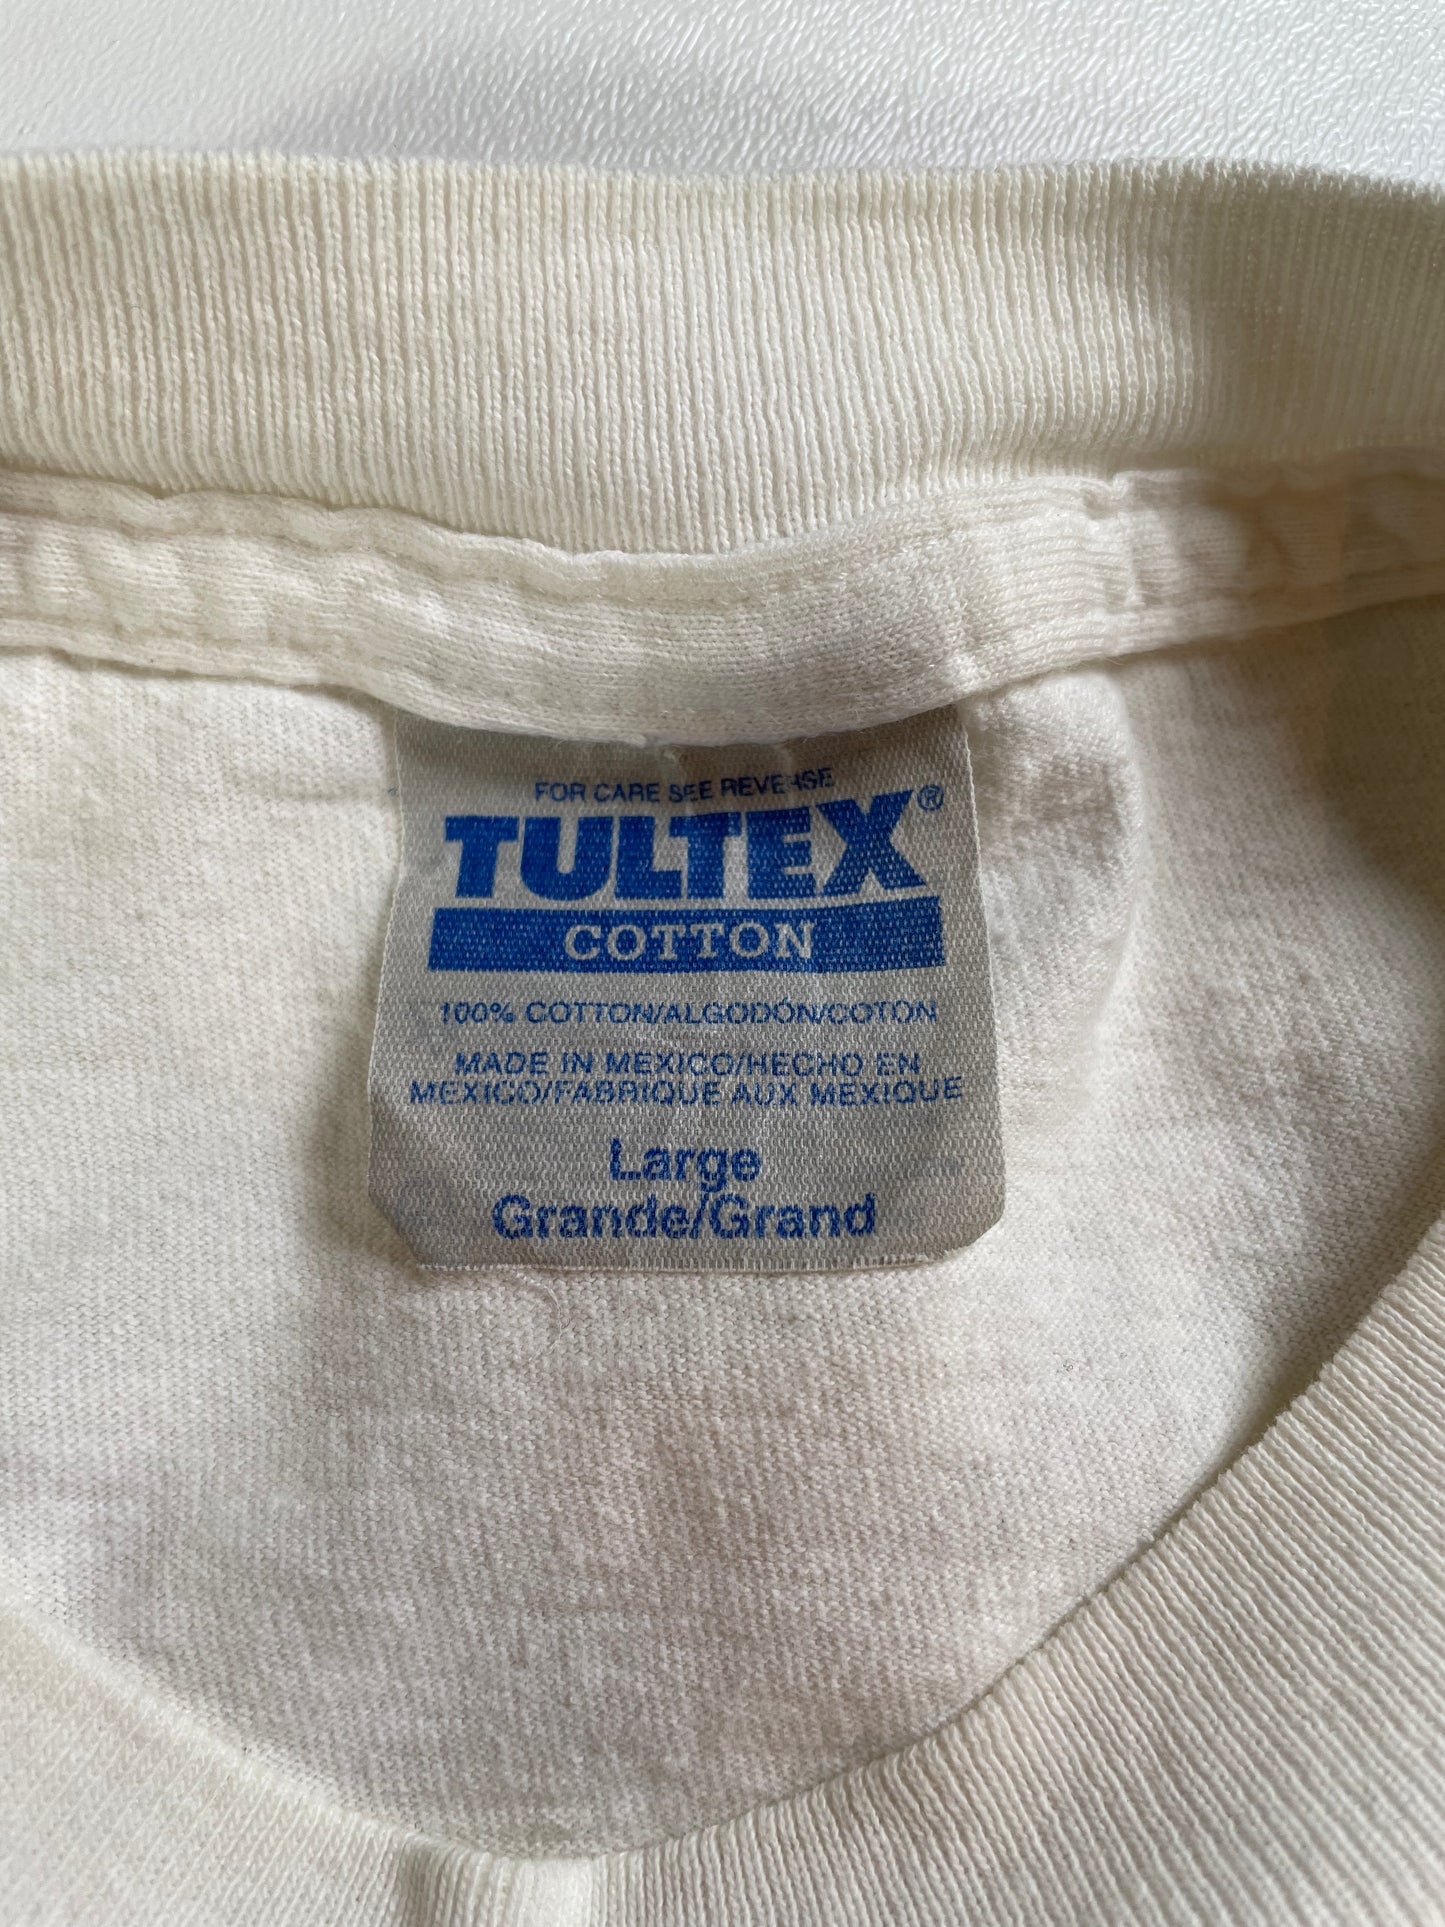 FOR CARE SEE REVERSE
TULTEX®
COTTON
100% COTTON/ALGODÓN/COTON
MADE IN MEXICO/HECHO EN
MEXICO/FABRIQUE AUX MEXIQUE
Large
Grande/Grand